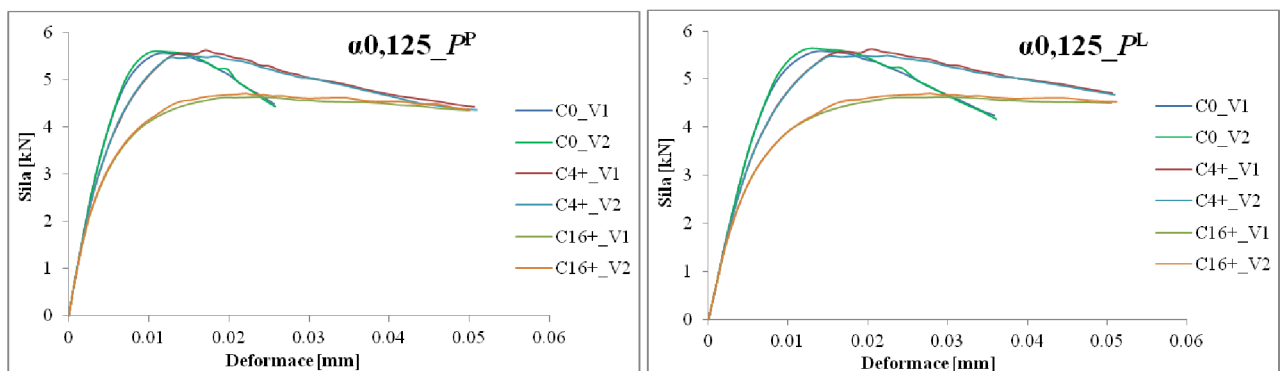 α0,125_Pᴾ
Síla [kN]
6
5
4
3
2
1
0
0
0.01
0.02
0.03
0.04
0.05
0.06
Deformace [mm]
C0_V1
C0_V2
C4+_V1
C4+_V2
C16+_V1
C16+_V2
α0,125_Pᴸ
Síla [kN]
6
5
4
3
2
1
0
0
0.01
0.02
0.03
0.04
0.05
0.06
Deformace [mm]
C0_V1
C0_V2
C4+_V1
C4+_V2
C16+_V1
C16+_V2